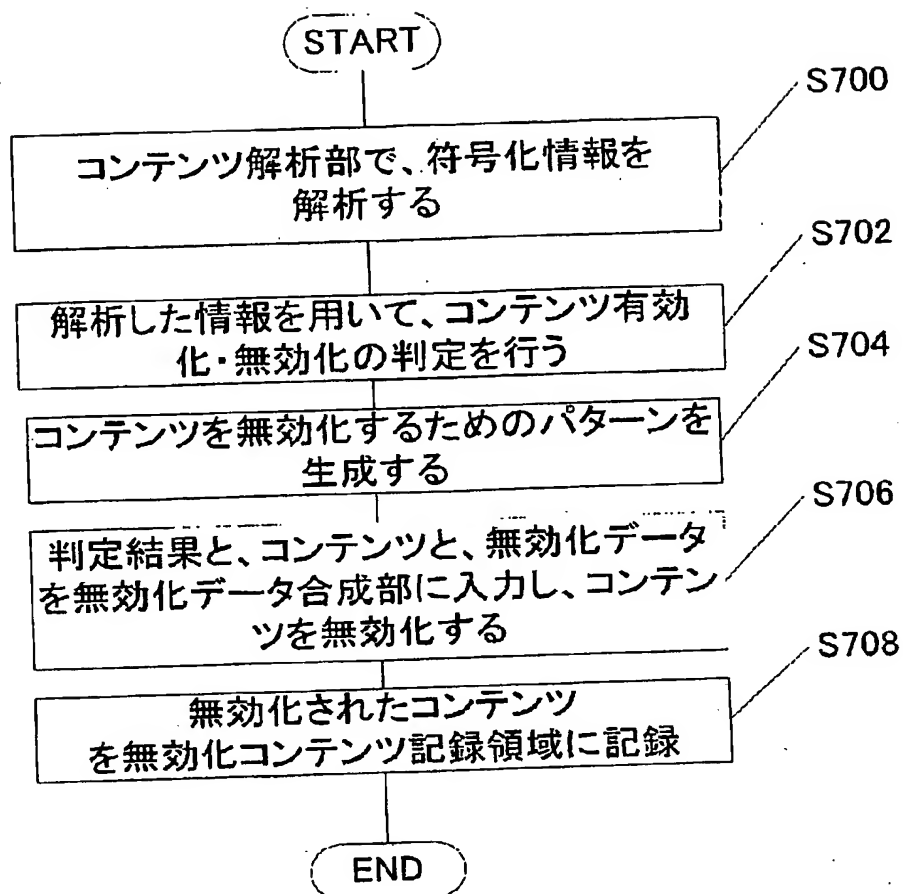 START
S700
コンテンツ解析部で、符号化情報を
解析する
S702
解析した情報を用いて、コンテンツ有効
化・無効化の判定を行う
S704
コンテンツを無効化するためのパターンを
生成する
S706
判定結果と、コンテンツと、無効化データ
を無効化データ合成部に入力し、コンテン
ツを無効化する
S708
無効化されたコンテンツ
を無効化コンテンツ記録領域に記録
END